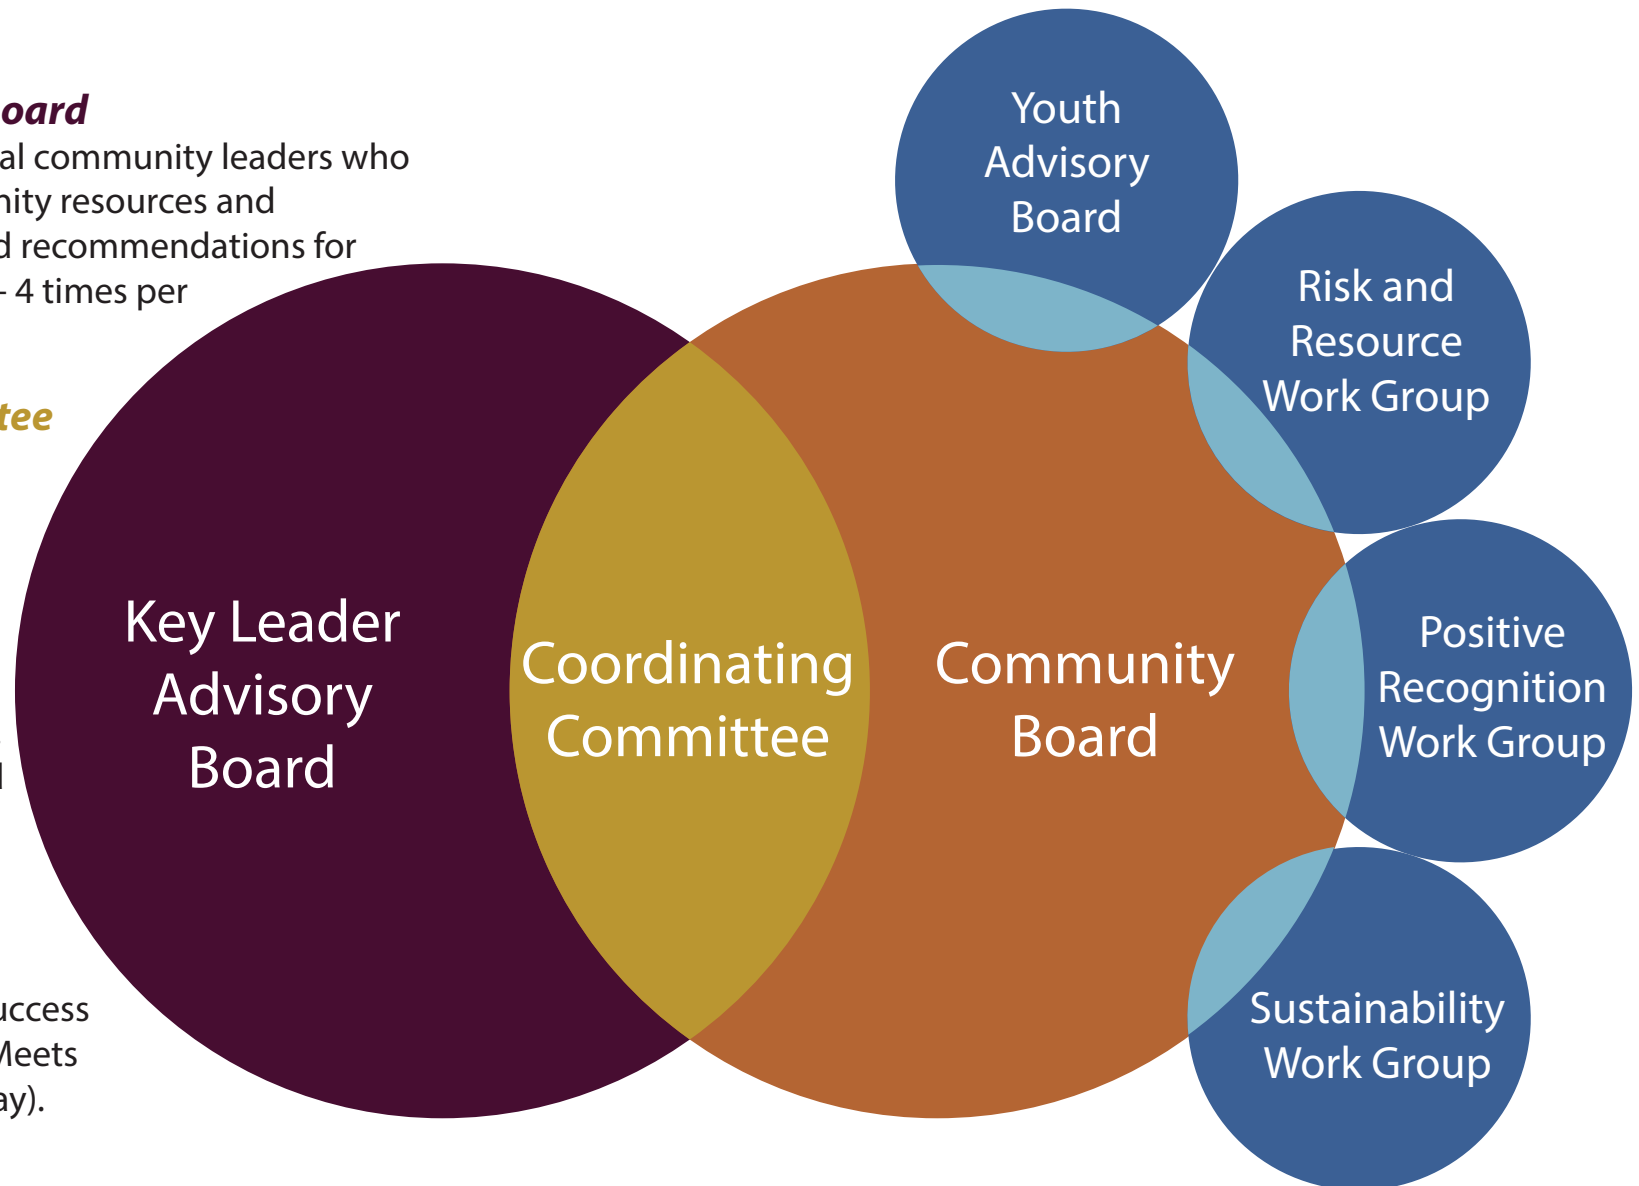 oard
al community leaders who
nity resources and
d recommendations for
- 4 times per
tee
uccess
Meets
ay).
Key Leader
Advisory
Board
Coordinating
Committee
Community
Board
Youth
Advisory
Board
Risk and
Resource
Work Group
Positive
Recognition
Work Group
Sustainability
Work Group